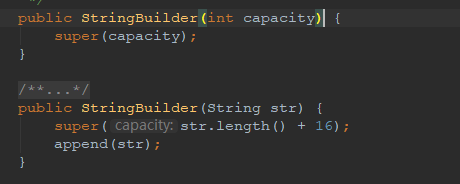 */
public StringBuilder(int capacity) {
super(capacity);
}
/**...*/
public StringBuilder(String str) {
super( capacity: str.length() + 16);
append(str);
}